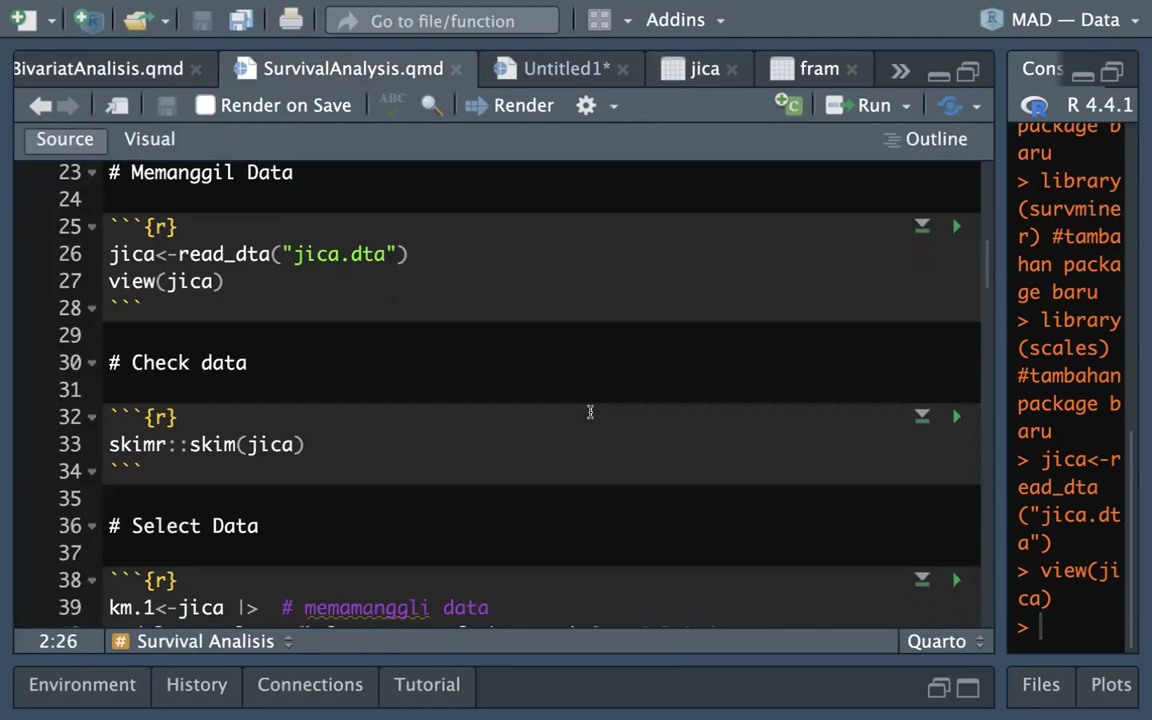 Go to file/function
Addins
MAD — Data
BivariatAnalisis.qmd
SurvivalAnalysis.qmd
Untitled1*
jica
fram
Render on Save
ABC
Render
Run
Source
Visual
Outline
23 # Memanggil Data
24
25 ```{r}
26 jica<-read_dta("jica.dta")
27 view(jica)
28 ```
29
30 # Check data
31
32 ```{r}
33 skimr::skim(jica)
34 ```
35
36 # Select Data
37
38 ```{r}
39 km.1<-jica |> # memamanggli data
2:26
# Survival Analisis
Quarto
Environment
History
Connections
Tutorial
Cons
R 4.4.1
package b
aru
> library
(survmine
r) #tamba
han packa
ge baru
> library
(scales)
#tambahan
package b
aru
> jica<-r
ead_dta
("jica.dt
a")
> view(ji
ca)
>
Files
Plots